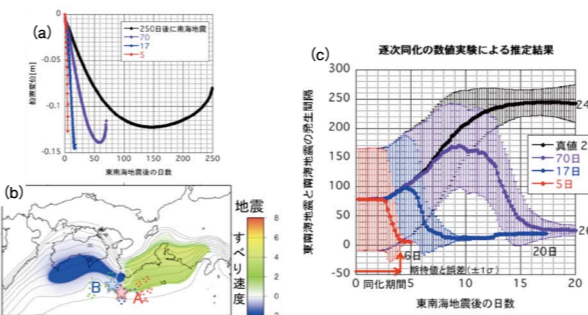 (a)
0
-0.05
-0.1
-0.15
鉛直変位[m]
250日後に南海地震
70
17
5
0 50 100 150 200 250
東南海地震後の日数
(b)
B
A
地震
すべり速度
8
6
4
2
0
(c)
逐次同化の数値実験による推定結果
300
250
200
150
100
50
0
-50
東南海地震と南海地震の発生間隔
真値 2
70日
17日
5日
24
26
6日
20日
期待値と誤差(±1σ)
同化期間
0 5 10 15 20
東南海地震後の日数